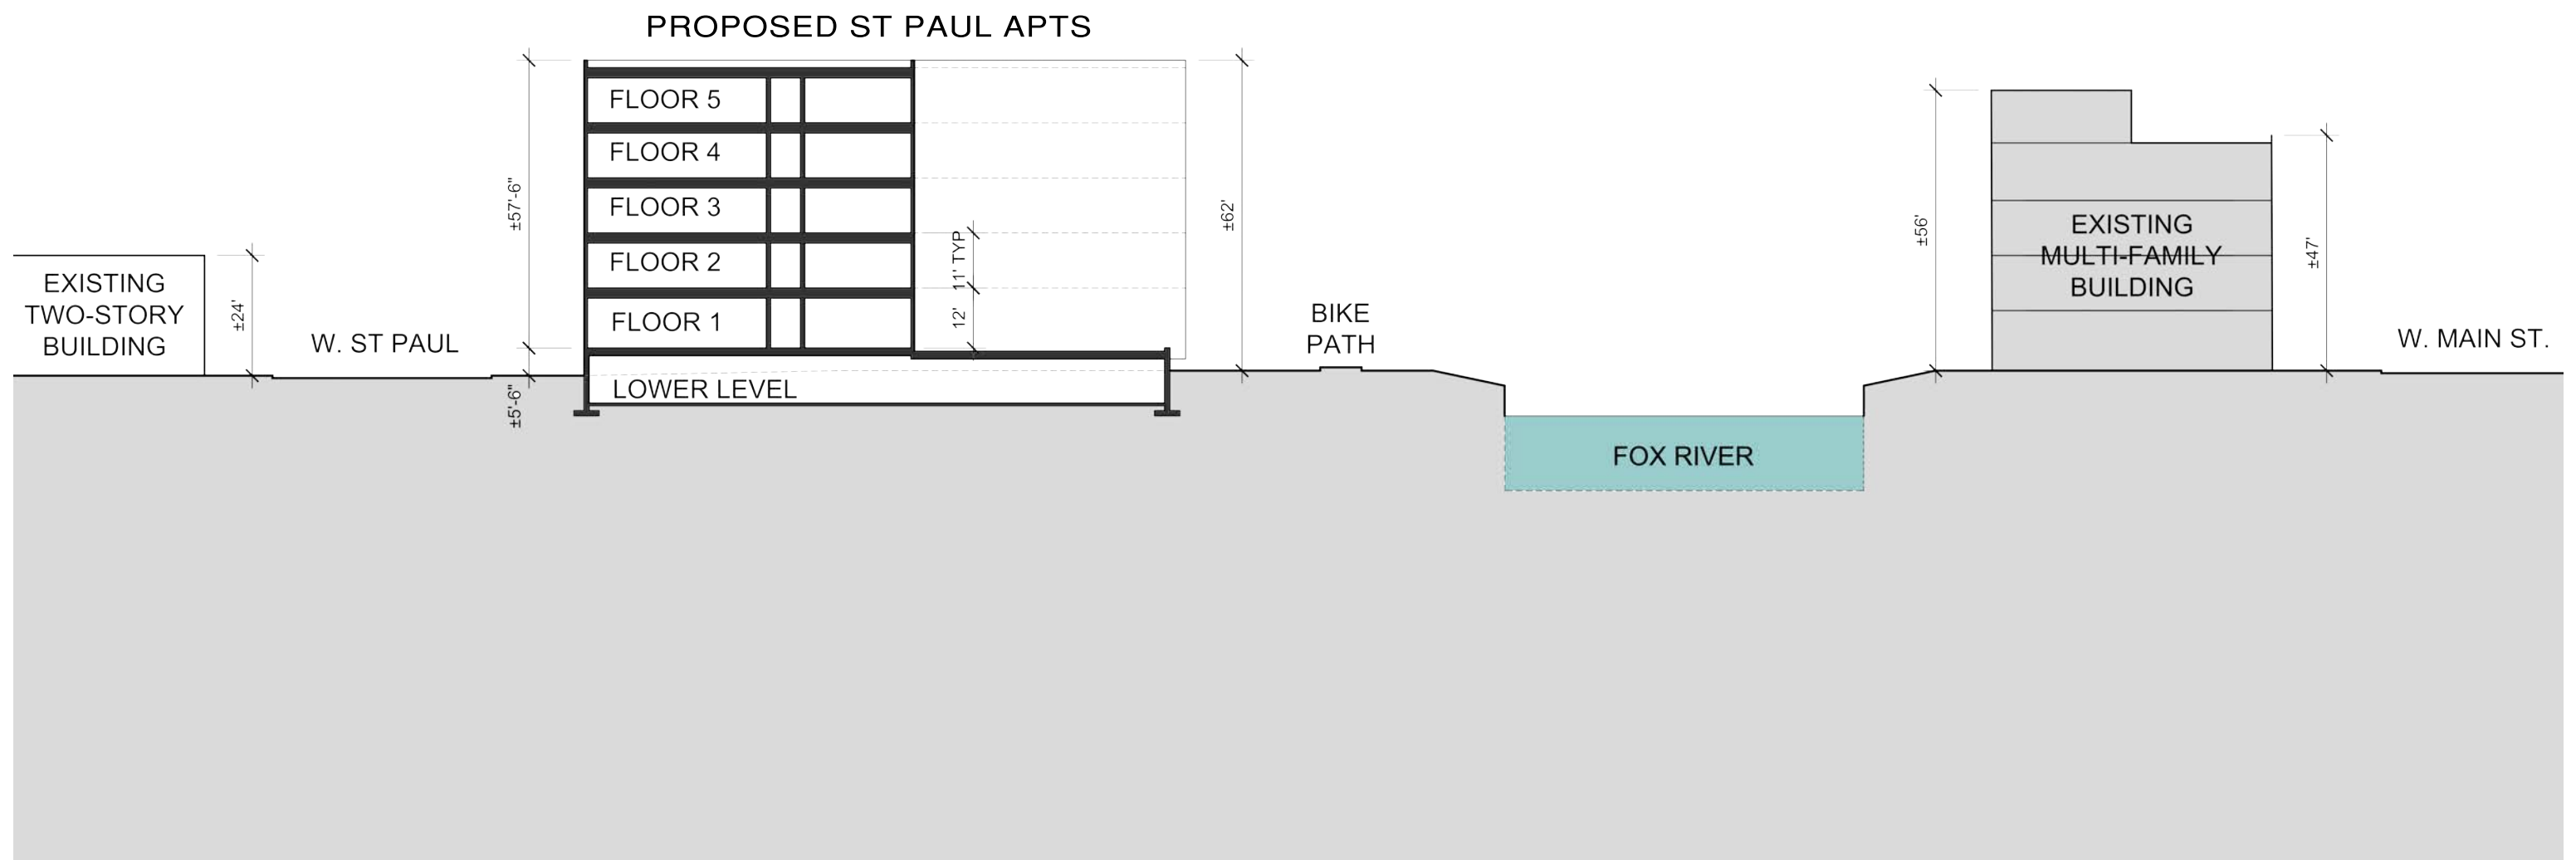 PROPOSED ST PAUL APTS
FLOOR 5
FLOOR 4
FLOOR 3
FLOOR 2
FLOOR 1
LOWER LEVEL
±57'-6"
±5'-6"
11' TYP
12'
±62'
EXISTING
TWO-STORY
BUILDING
±24'
W. ST PAUL
BIKE
PATH
FOX RIVER
±56'
EXISTING
MULTI-FAMILY
BUILDING
±47'
W. MAIN ST.